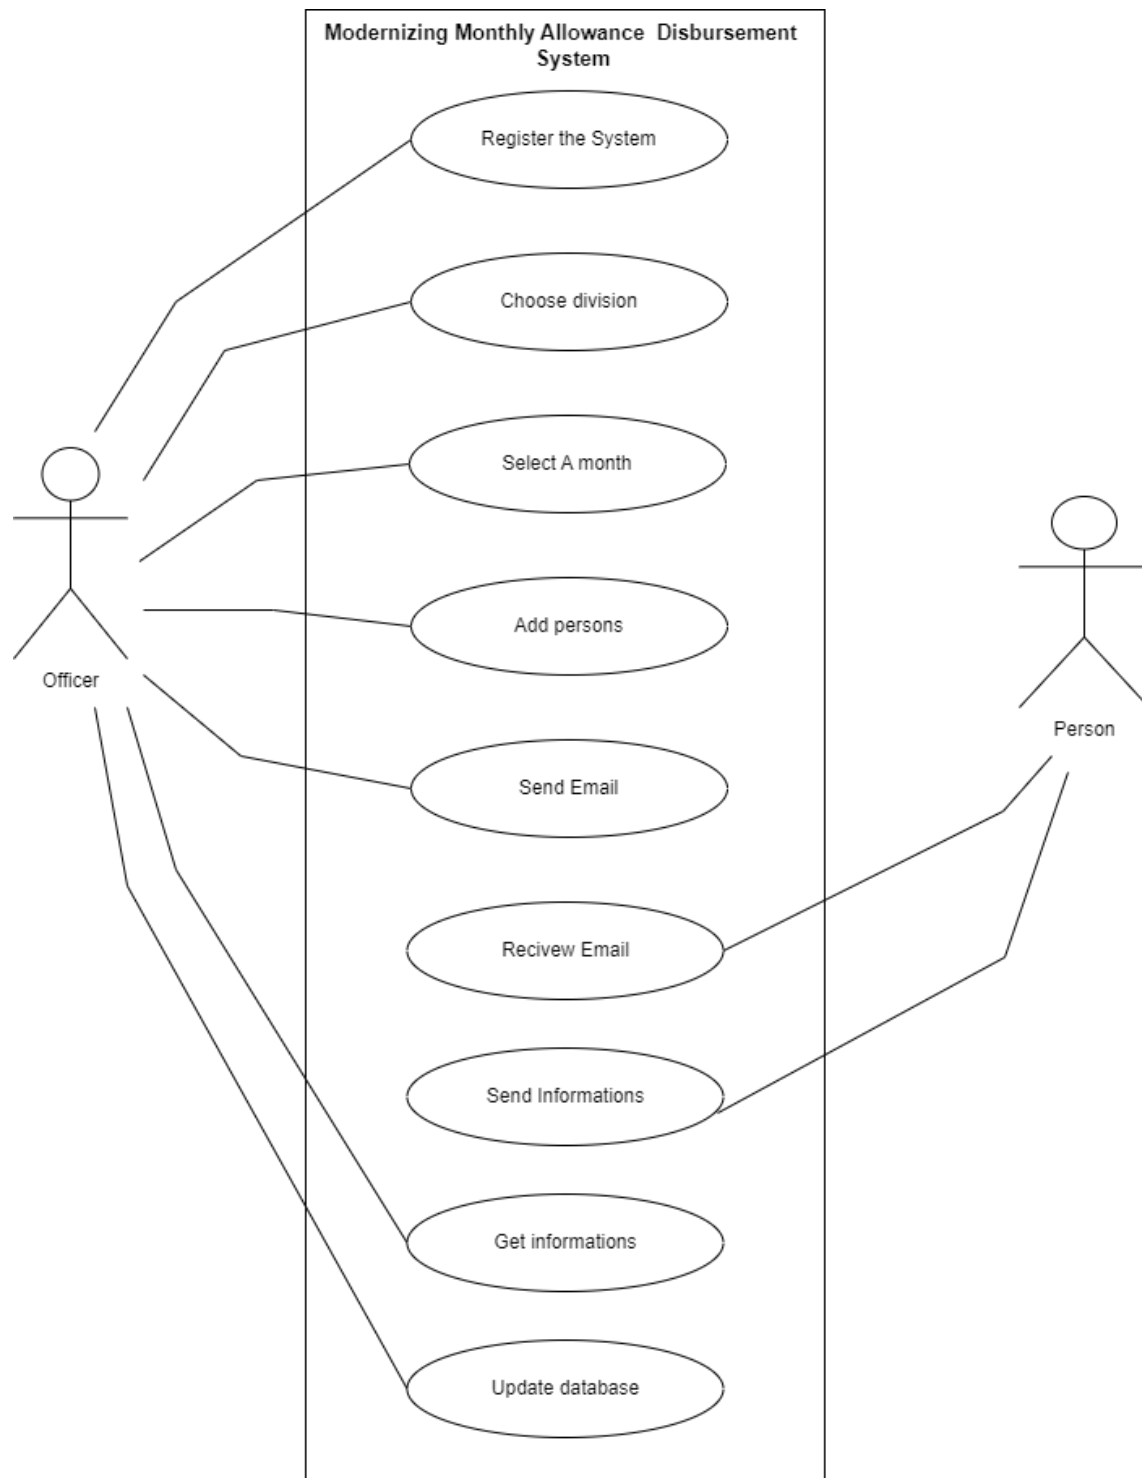 Modernizing Monthly Allowance Disbursement
System
Register the System
Choose division
Select A month
Add persons
Officer
Person
Send Email
Recivew Email
Send Informations
Get informations
Update database